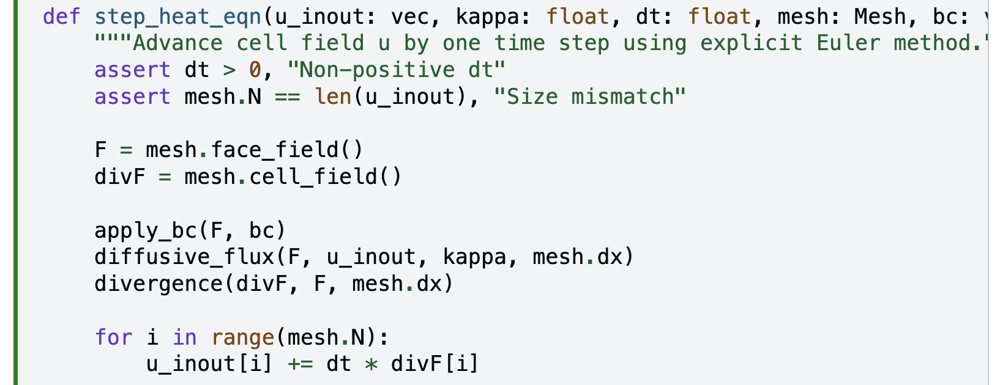 def step_heat_eqn(u_inout: vec, kappa: float, dt: float, mesh: Mesh, bc:
"""Advance cell field u by one time step using explicit Euler method."
assert dt > 0, "Non-positive dt"
assert mesh.N == len(u_inout), "Size mismatch"
F = mesh.face_field()
divF = mesh.cell_field()
apply_bc(F, bc)
diffusive_flux(F, u_inout, kappa, mesh.dx)
divergence(divF, F, mesh.dx)
for i in range(mesh.N):
u_inout[i] += dt * divF[i]